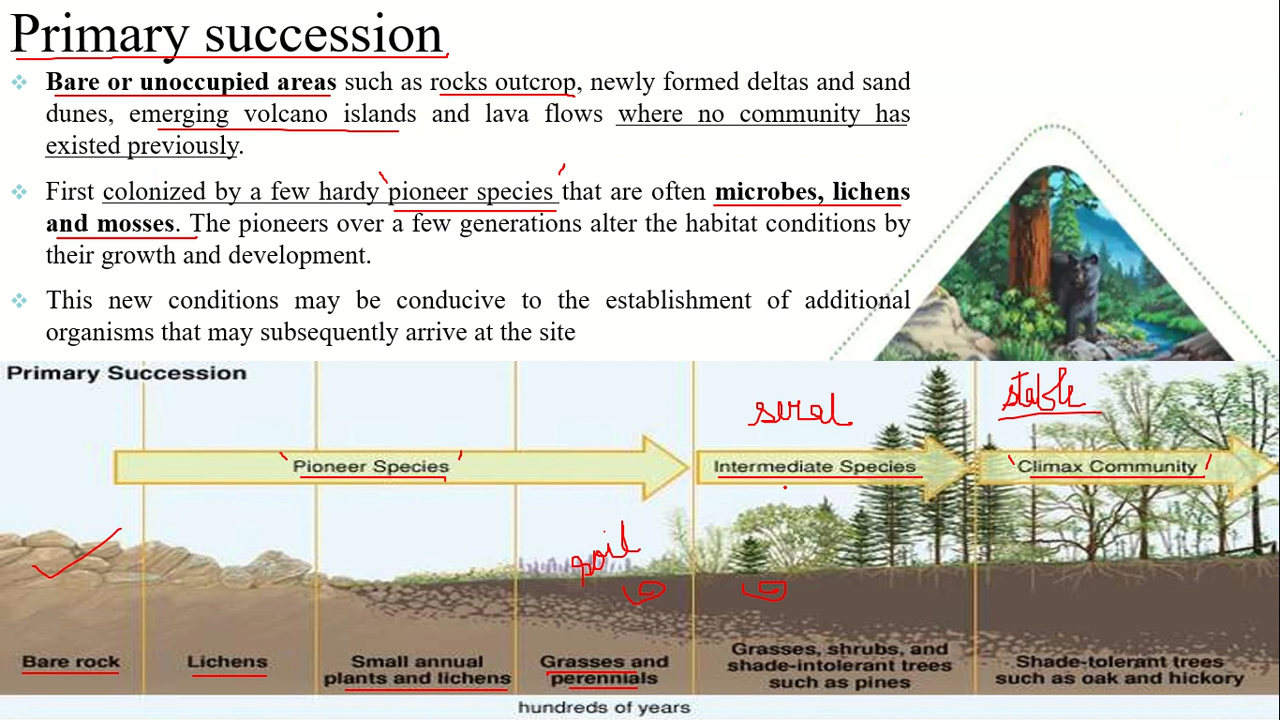 Primary succession
❖ Bare or unoccupied areas such as rocks outcrop, newly formed deltas and sand
dunes, emerging volcano islands and lava flows where no community has
existed previously.
❖ First colonized by a few hardy pioneer species that are often microbes, lichens
and mosses. The pioneers over a few generations alter the habitat conditions by
their growth and development.
❖ This new conditions may be conducive to the establishment of additional
organisms that may subsequently arrive at the site
Primary Succession
seral
stable
Pioneer Species
Intermediate Species
Climax Community
soil
Bare rock
Lichens
Small annual
plants and lichens
Grasses and
perennials
Grasses, shrubs, and
shade-intolerant trees
such as pines
Shade-tolerant trees
such as oak and hickory
hundreds of years